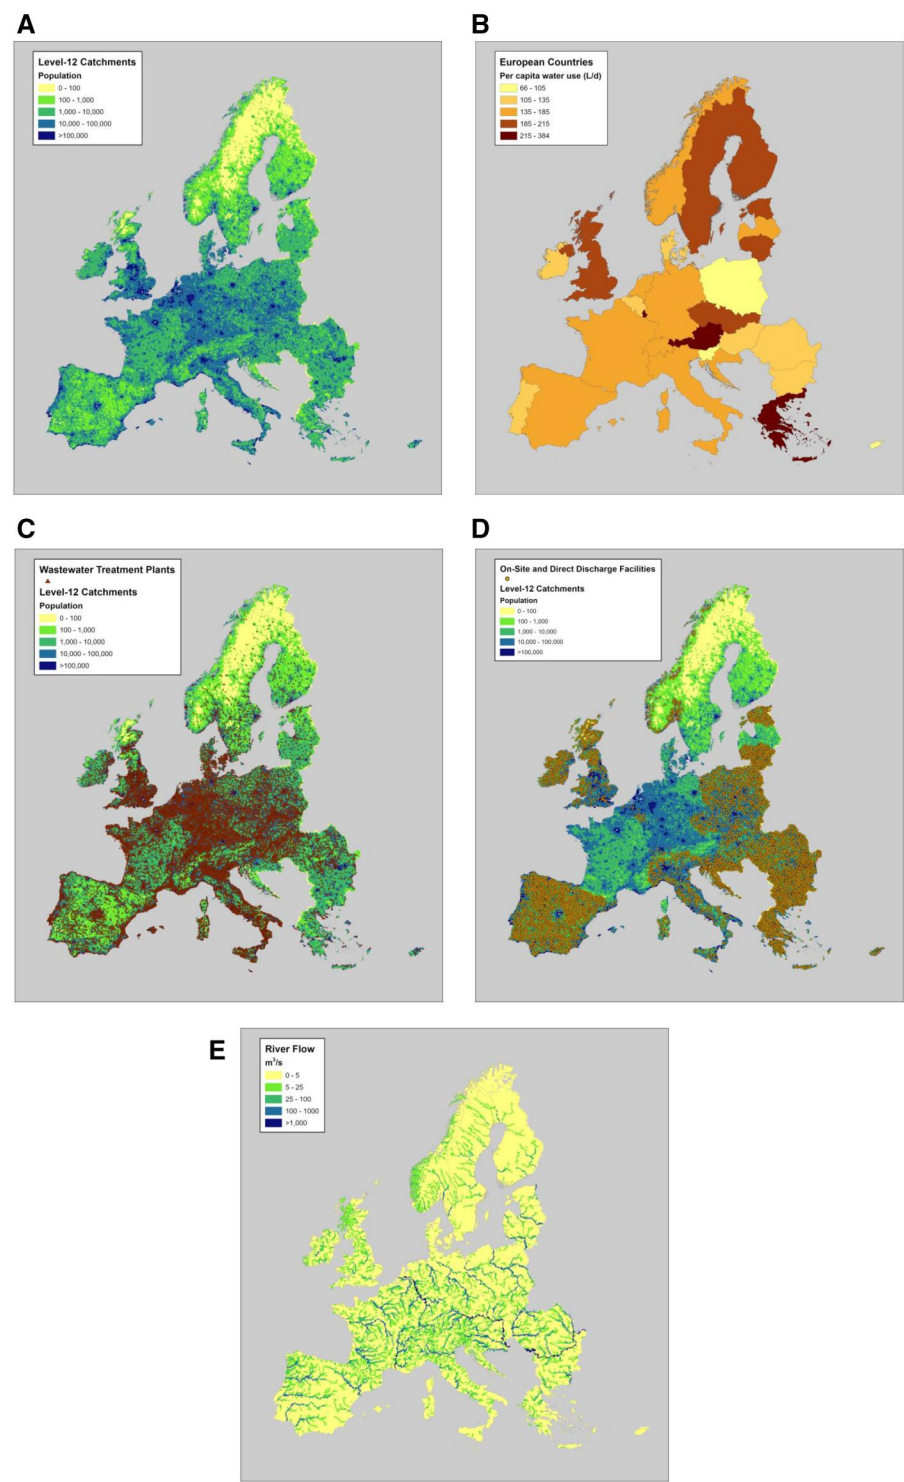 A
Level-12 Catchments
Population
0 - 100
100 - 1,000
1,000 - 10,000
10,000 - 100,000
>100,000
B
European Countries
Per capita water use (L/d)
66 - 105
105 - 135
135 - 185
185 - 215
215 - 384
C
Wastewater Treatment Plants
Level-12 Catchments
Population
0 - 100
100 - 1,000
1,000 - 10,000
10,000 - 100,000
>100,000
D
On-Site and Direct Discharge Facilities
Level-12 Catchments
Population
0 - 100
100 - 1,000
1,000 - 10,000
10,000 - 100,000
>100,000
E
River Flow
m³/s
0 - 5
5 - 25
25 - 100
100 - 1000
>1,000